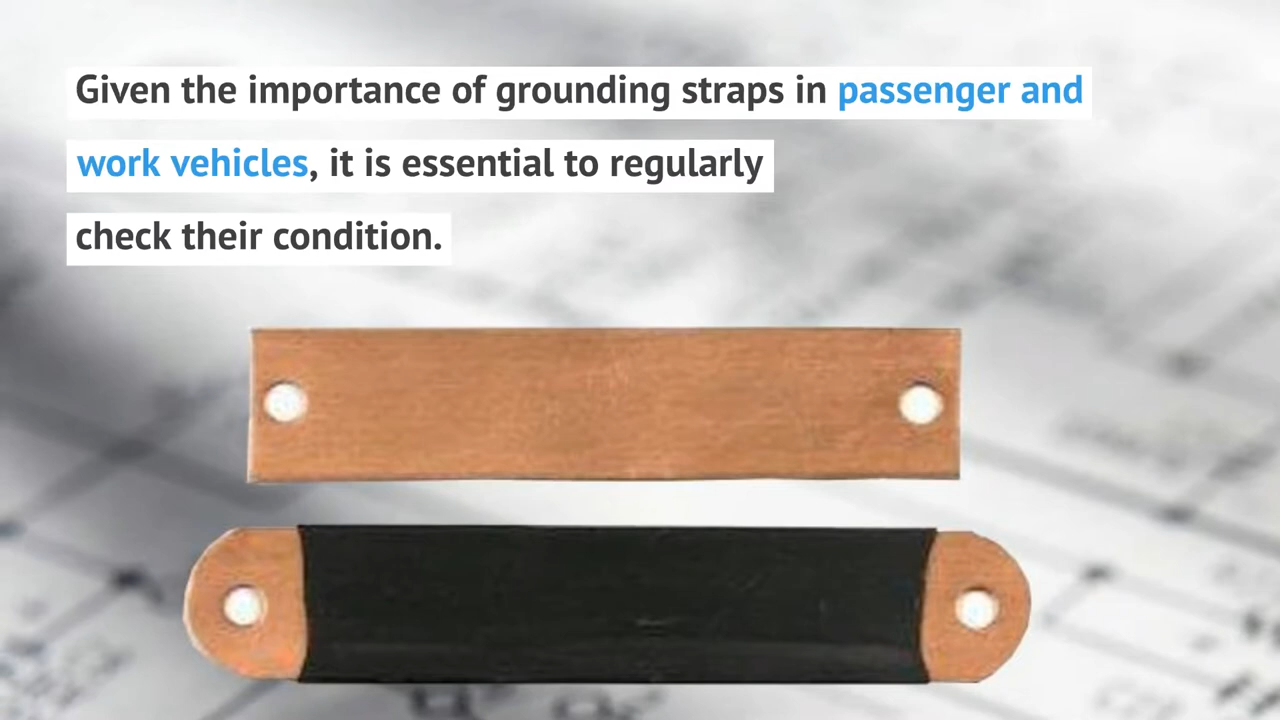 Given the importance of grounding straps in passenger and
work vehicles, it is essential to regularly
check their condition.